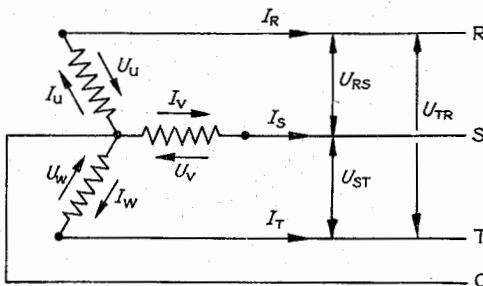 I_R R
U_U
I_U I_V I_S U_RS U_TR
S
U_W I_W U_V U_ST
I_T T
O